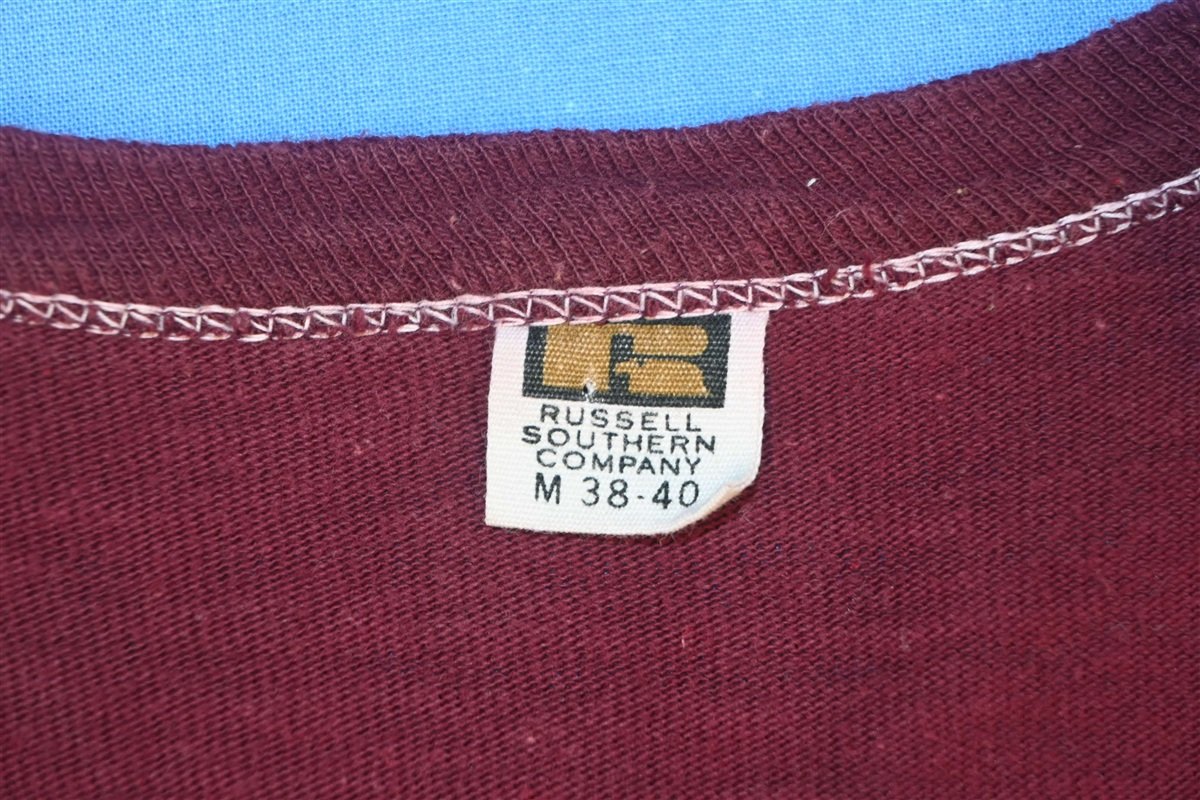 R
RUSSELL
SOUTHERN
COMPANY
M 38-40